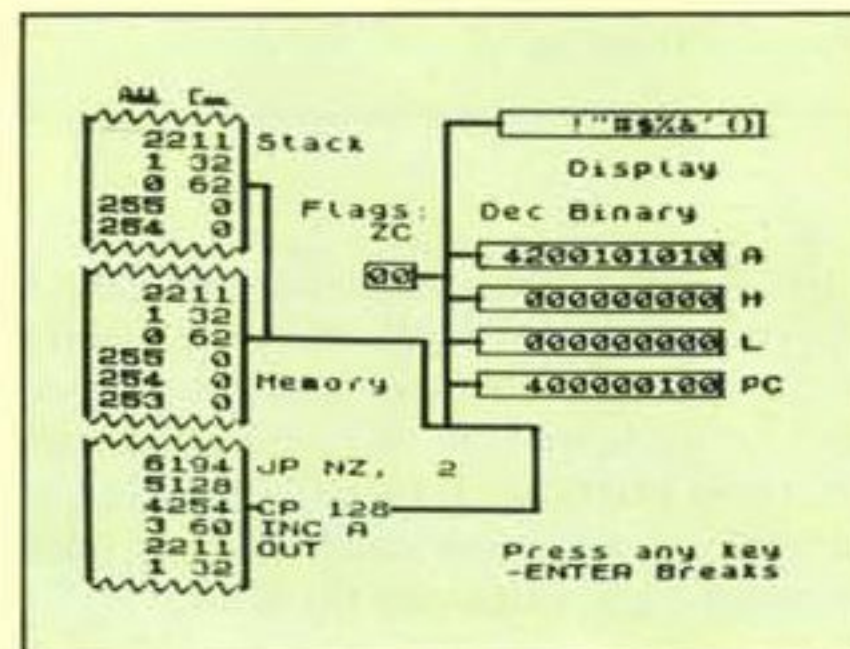 2211 Stack
1 32
0 62
255 0
254 0
!"#$%&'()
Display
Flags: Dec Binary
ZC
00
4200101010 A
000000000 H
000000000 L
400000100 PC
2211
1 32
0 62
255 0
254 0 Memory
253 0
6194 JP NZ, 2
5128
4254 CP 128
3 60 INC A
2211 OUT
1 32
Press any key
-ENTER Breaks